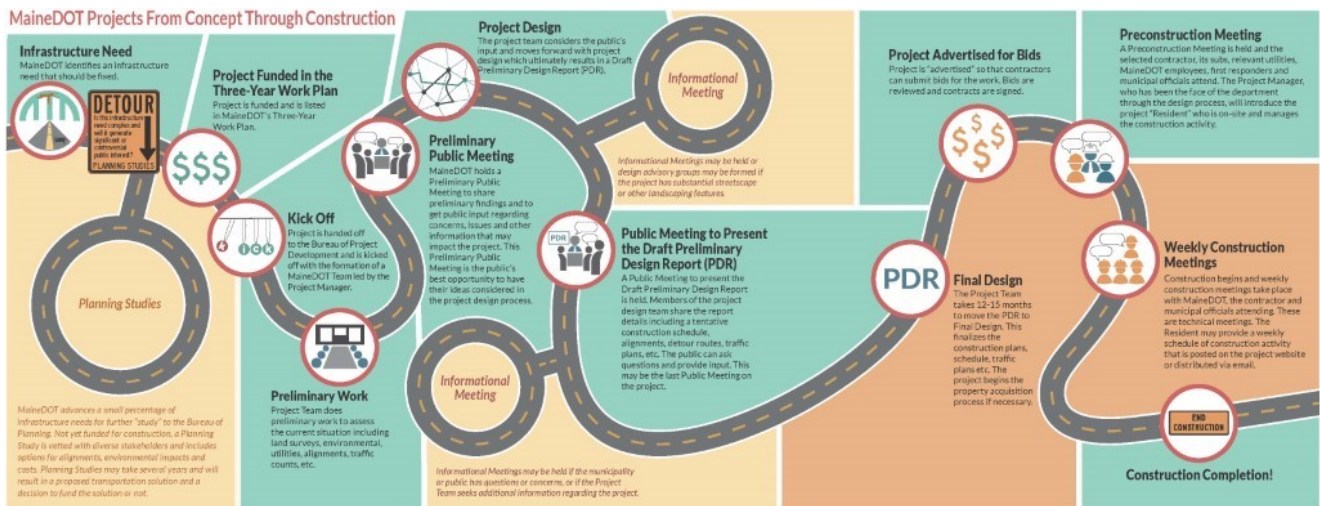 MaineDOT Projects From Concept Through Construction
Infrastructure Need
MaineDOT identifies an infrastructure
need that should be fixed.
DETOUR
Is this infrastructure
need complex and
will it generate
significant or
controversial
public interest?
PLANNING STUDIES
Planning Studies
MaineDOT advances a small percentage of
Infrastructure needs for further "study" to the Bureau of
Planning. Not yet funded for construction, a Planning
Study is vetted with diverse stakeholders and includes
options for alignments, environmental impacts and
costs. Planning Studies may take several years and will
result in a proposed transportation solution and a
decision to fund the solution or not.
Project Funded in the
Three-Year Work Plan
Project is funded and is listed
in MaineDOT's Three-Year
Work Plan.
$$$
Kick Off
Project is handed off
to the Bureau of Project
Development and is kicked
off with the formation of a
MaineDOT Team led by the
Project Manager.
Preliminary Work
Project Team does
preliminary work to assess
the current situation including
land surveys, environmental,
utilities, alignments, traffic
counts, etc.
Preliminary
Public Meeting
MaineDOT holds a
Preliminary Public
Meeting to share
preliminary findings and to
get public input regarding
concerns, issues and other
information that may
impact the project. This
Preliminary Public
Meeting is the public's
best opportunity to have
their ideas considered in
the project design process.
Project Design
The project team considers the public's
input and moves forward with project
design which ultimately results in a Draft
Preliminary Design Report (PDR).
Informational
Meeting
Informational Meetings may be held or
design advisory groups may be formed if
the project has substantial streetscape
or other landscaping features.
PDR
Public Meeting to Present
the Draft Preliminary
Design Report (PDR)
A Public Meeting to present the
Draft Preliminary Design Report
is held. Members of the project
design team share the report
details including a tentative
construction schedule,
alignments, detour routes, traffic
plans, etc. The public can ask
questions and provide input. This
may be the last Public Meeting on
the project.
Informational
Meeting
Informational Meetings may be held if the municipality
or public has questions or concerns, or if the Project
Team seeks additional information regarding the project.
PDR
Final Design
The Project Team
takes 12-15 months
to move the PDR to
Final Design. This
finalizes the
construction plans,
schedule, traffic
plans etc. The
project begins the
property acquisition
process if necessary.
Project Advertised for Bids
Project is "advertised" so that contractors
can submit bids for the work. Bids are
reviewed and contracts are signed.
$$$$
Preconstruction Meeting
A Preconstruction Meeting is held and the
selected contractor, its subs, relevant utilities,
MaineDOT employees, first responders and
municipal officials attend. The Project Manager,
who has been the face of the department
through the design process, will introduce the
project "Resident" who is on-site and manages
the construction activity.
Weekly Construction
Meetings
Construction begins and weekly
construction meetings take place
with MaineDOT, the contractor and
municipal officials attending. These
are technical meetings. The
Resident may provide a weekly
schedule of construction activity
that is posted on the project website
or distributed via email.
END
CONSTRUCTION
Construction Completion!